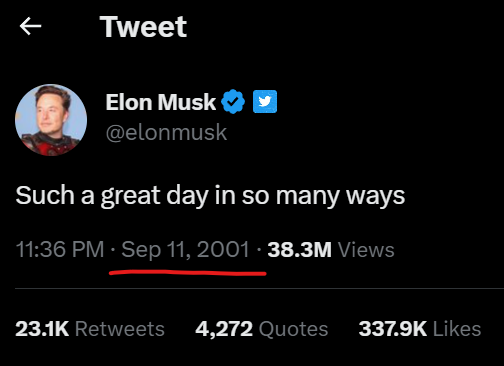 Tweet
Elon Musk
@elonmusk
Such a great day in so many ways
11:36 PM · Sep 11, 2001 · 38.3M Views
23.1K Retweets 4,272 Quotes 337.9K Likes